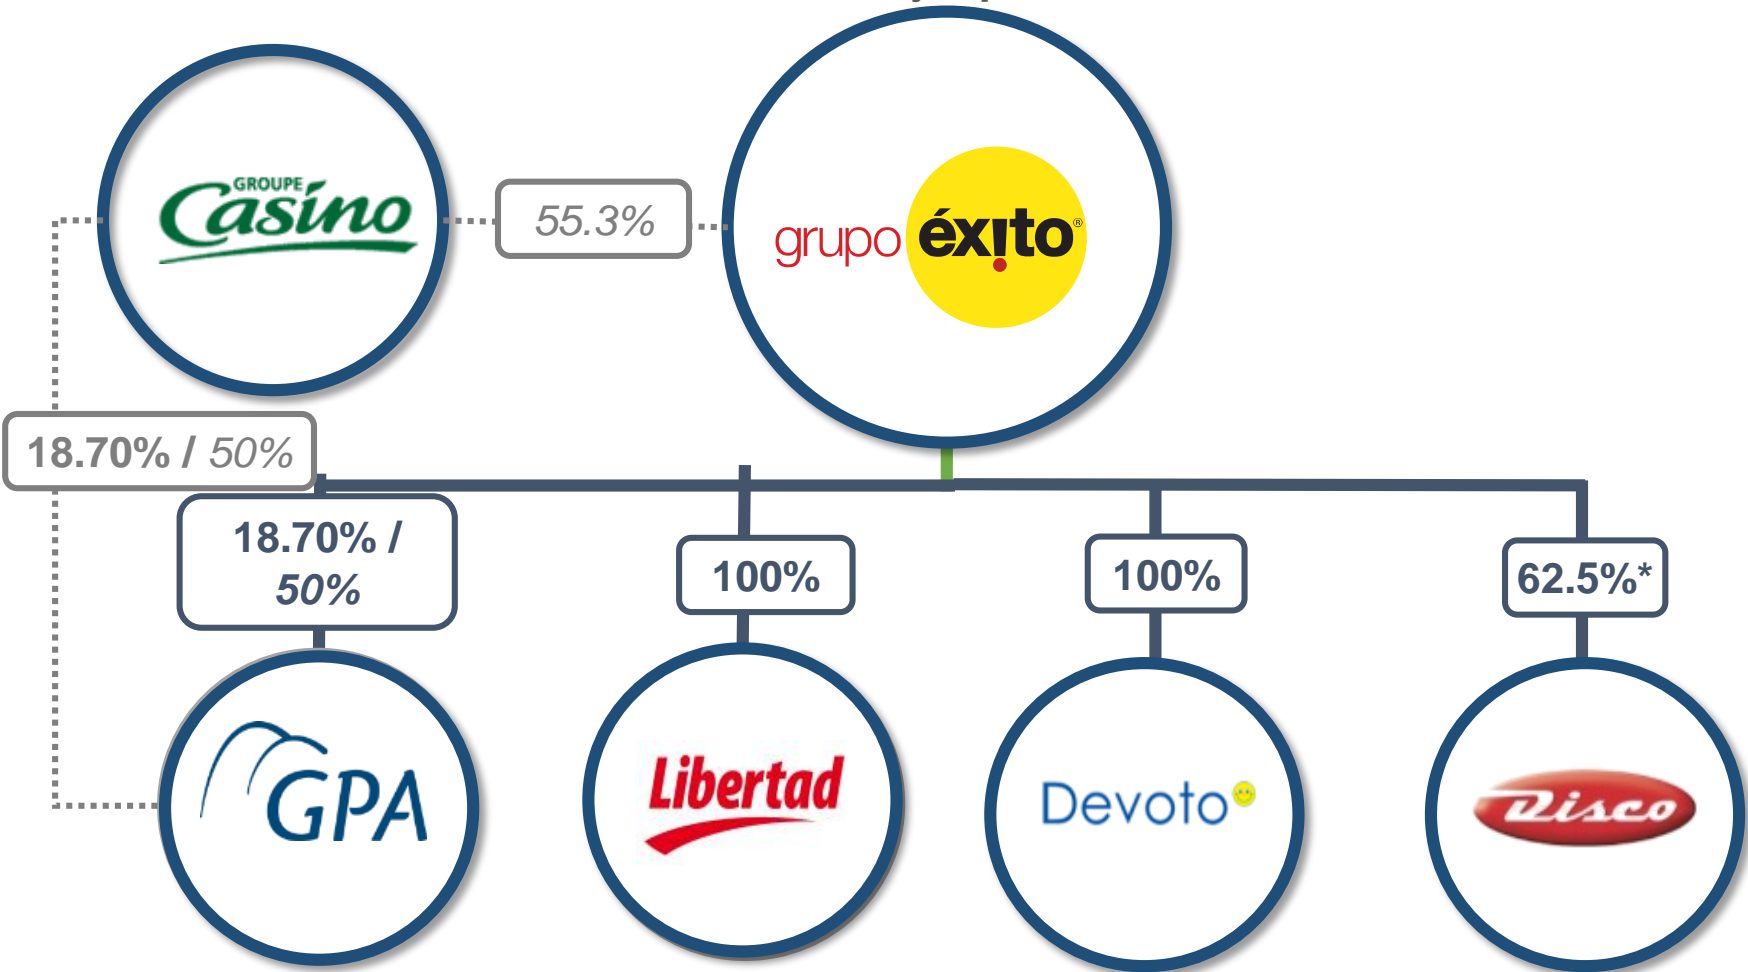 GROUPE
Casino
55.3%
grupo éxito®
18.70% / 50%
18.70% /
50%
100%
100%
62.5%*
GPA
Libertad
Devoto
Disco